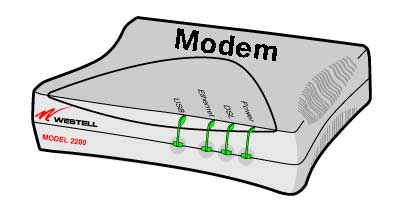 Modem
USB
Ethernet
DSL
Power
WESTELL
MODEL 2200